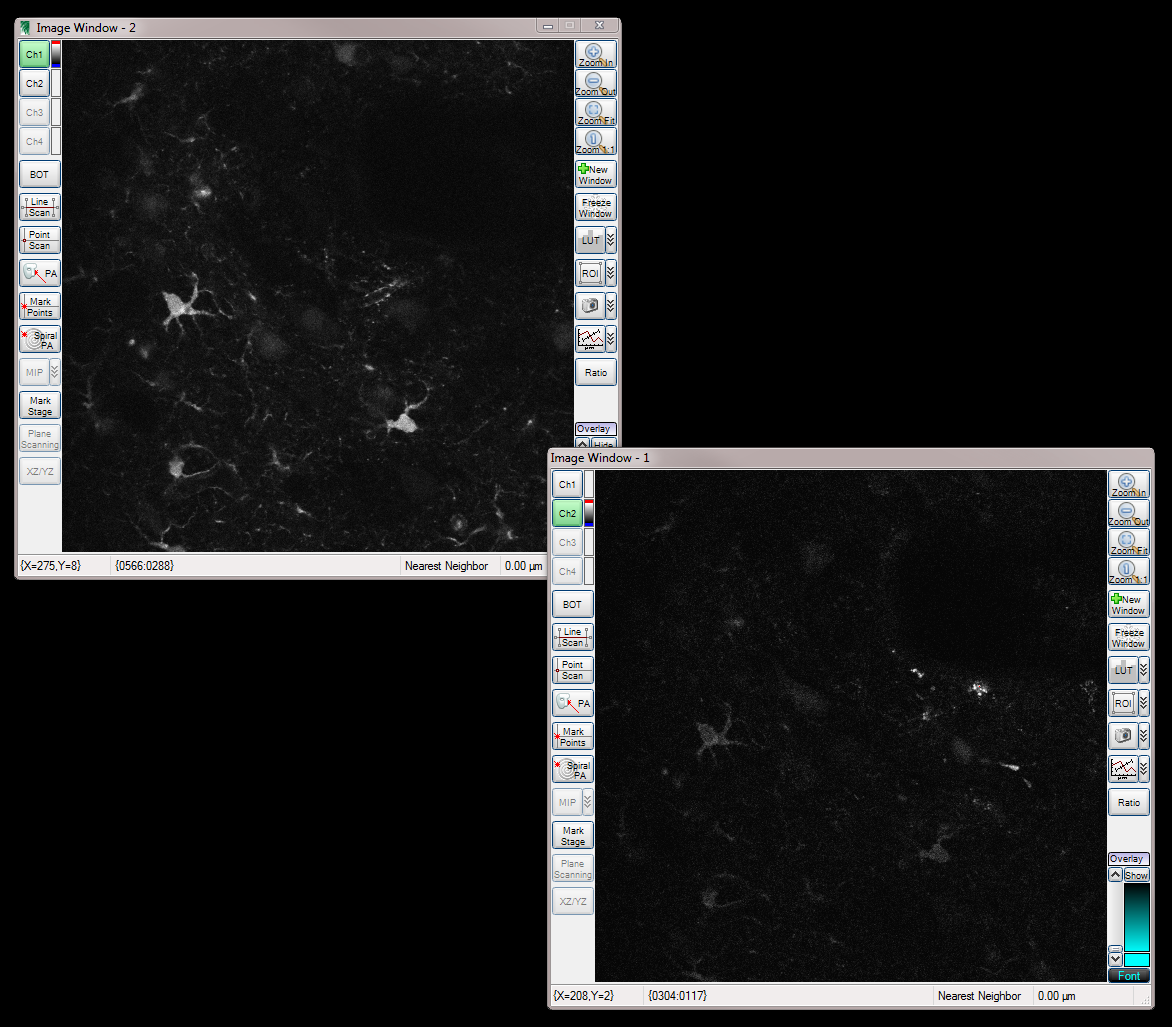 Image Window - 2
Ch1
Ch2
Ch3
Ch4
BOT
Line
Scan
Point
Scan
PA
Mark
Points
Spiral
PA
MIP
Mark
Stage
Plane
Scanning
XZ/YZ
Zoom In
Zoom Out
Zoom Fit
1
Zoom 1:1
New
Window
Freeze
Window
LUT
ROI
Ratio
Overlay
Hide
{X=275,Y=8}
{0566:0288}
Nearest Neighbor
0.00 µm
Image Window - 1
Ch1
Ch2
Ch3
Ch4
BOT
Line
Scan
Point
Scan
PA
Mark
Points
Spiral
PA
MIP
Mark
Stage
Plane
Scanning
XZ/YZ
Zoom In
Zoom Out
Zoom Fit
1
Zoom 1:1
New
Window
Freeze
Window
LUT
ROI
Ratio
Overlay
Show
Font
{X=208,Y=2}
{0304:0117}
Nearest Neighbor
0.00 µm